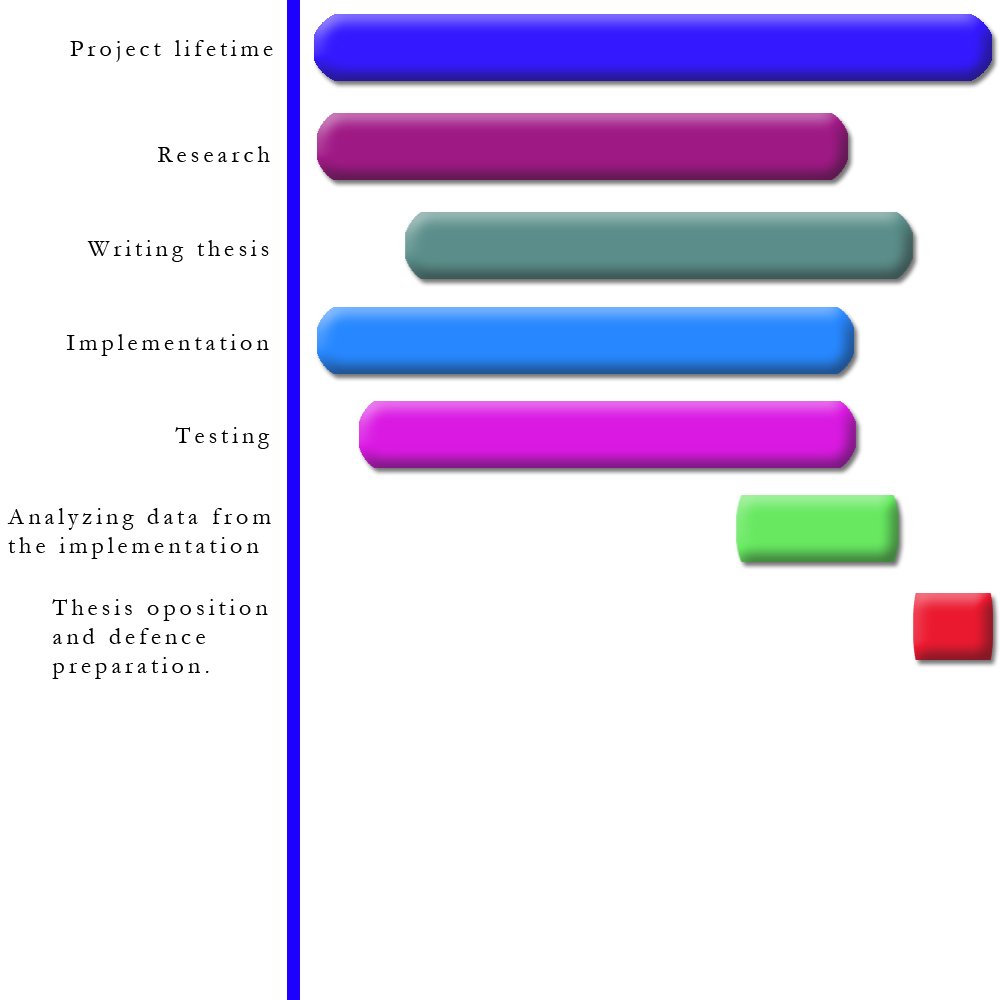 Project lifetime
Research
Writing thesis
Implementation
Testing
Analyzing data from
the implementation
Thesis oposition
and defence
preparation.